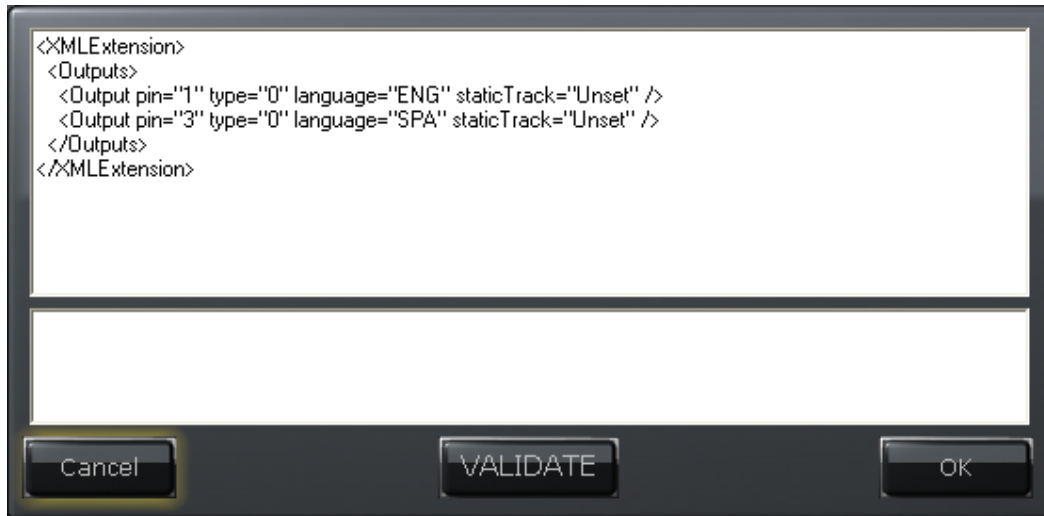 <XMLExtension>
<Outputs>
<Output pin="1" type="0" language="ENG" staticTrack="Unset" />
<Output pin="3" type="0" language="SPA" staticTrack="Unset" />
</Outputs>
</XMLExtension>
Cancel VALIDATE OK